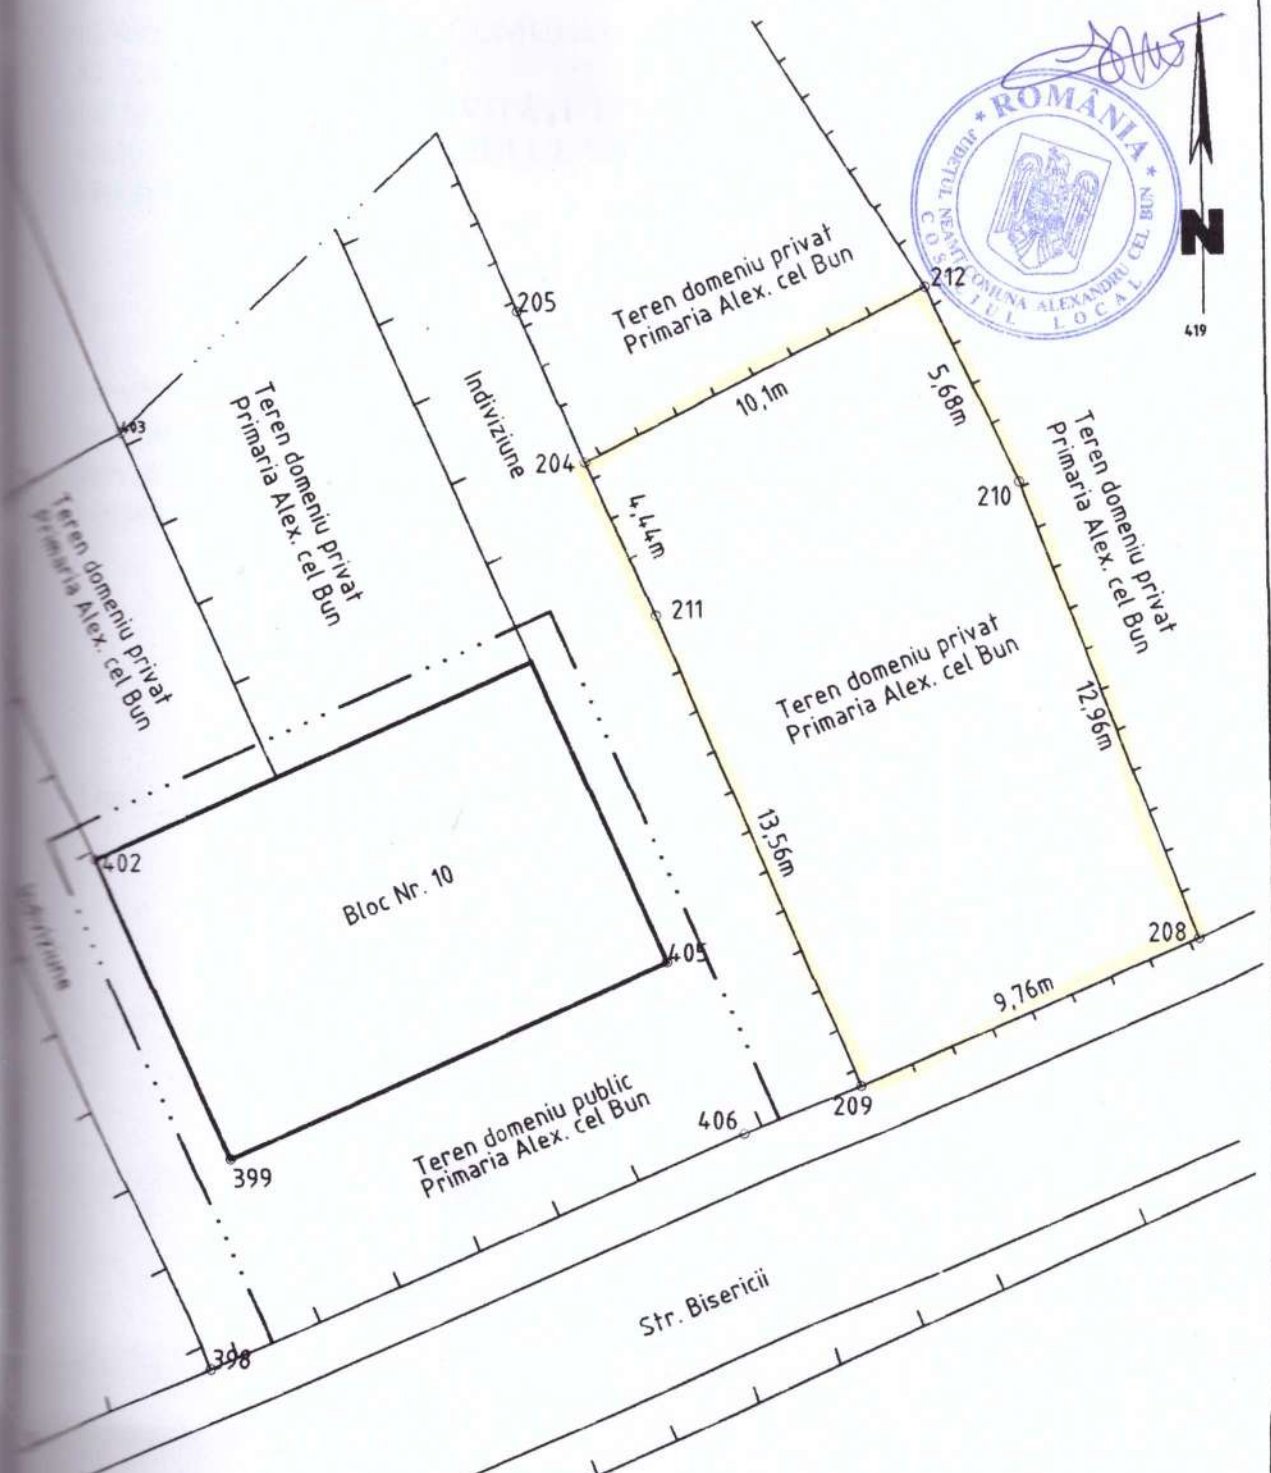 ROMÂNIA
JUDEȚUL NEAMȚ
COMUNA ALEXANDRU CEL BUN
CONSILIUL LOCAL
N
419
212
Teren domeniu privat
Primaria Alex. cel Bun
205
10,1m
5,68m
Indiviziune
204
4,44m
210
Teren domeniu privat
Primaria Alex. cel Bun
403
Teren domeniu privat
Primaria Alex. cel Bun
Teren domeniu privat
Primaria Alex. cel Bun
211
Teren domeniu privat
Primaria Alex. cel Bun
12,96m
13,56m
402
Bloc Nr. 10
Indiviziune
405
208
9,76m
209
406
Teren domeniu public
Primaria Alex. cel Bun
399
Str. Bisericii
398